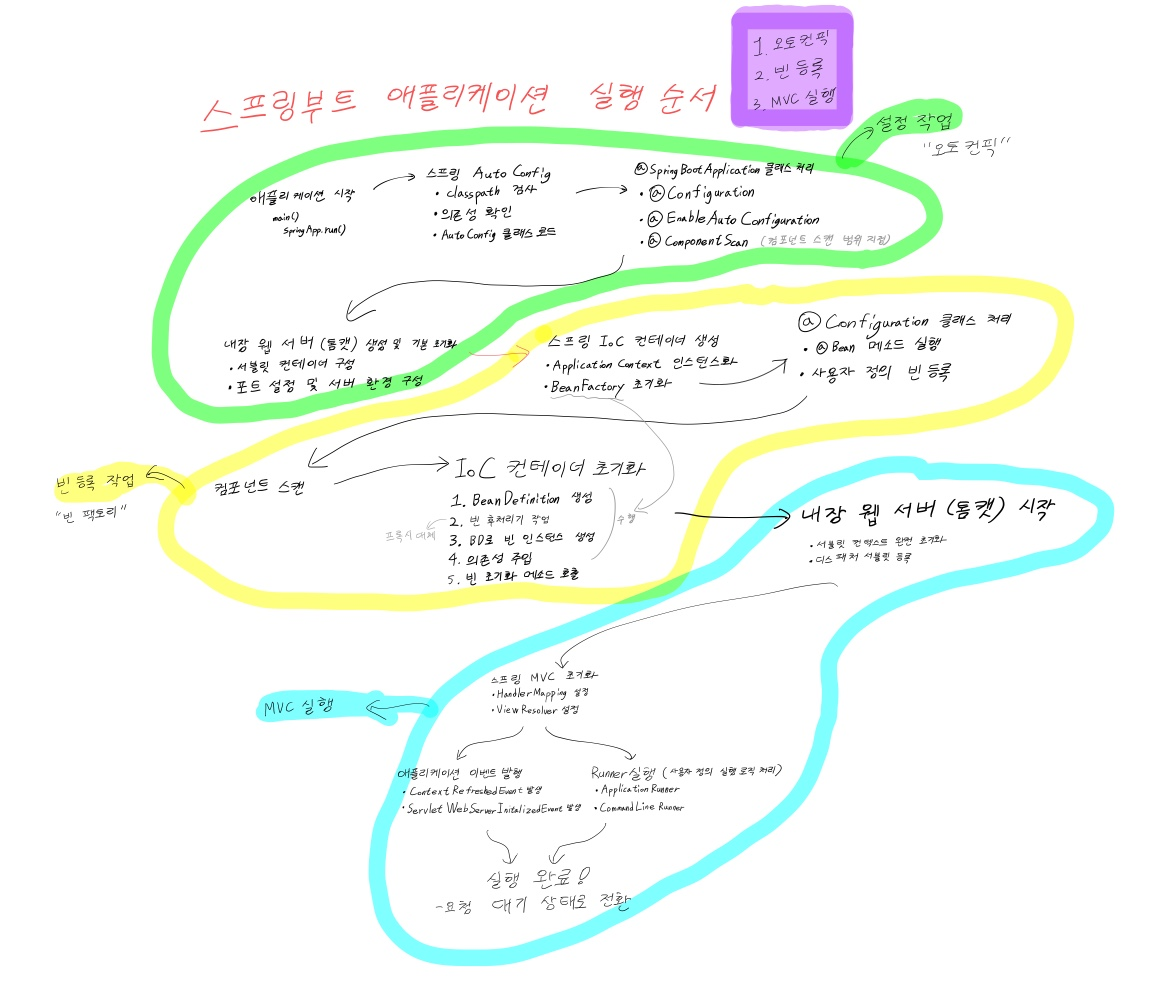 스프링부트 애플리케이션 실행 순서
1. 오토컨픽
2. 빈 등록
3. MVC 실행
설정 작업
"오토컨픽"
애플리케이션 시작
main()
springApp.run()
스프링 Auto Config
• classpath 검사
• 의존성 확인
• AutoConfig 클래스 로드
@SpringBootApplication 클래스 처리
• @Configuration
• @EnableAutoConfiguration
• @ComponentScan (컴포넌트 스캔 범위 지정)
내장 웹 서버 (톰캣) 생성 및 기본 초기화
• 서블릿 컨테이너 구성
• 포트 설정 및 서버 환경 구성
스프링 IoC 컨테이너 생성
• Application Context 인스턴스화
• BeanFactory 초기화
@Configuration 클래스 처리
• @Bean 메소드 실행
• 사용자 정의 빈 등록
빈 등록 작업
"빈 팩토리"
컴포넌트 스캔
IoC 컨테이너 초기화
1. BeanDefinition 생성
2. 빈 후처리기 작업
3. BD로 빈 인스턴스 생성
4. 의존성 주입
5. 빈 초기화 메소드 호출
프록시 대체
수행
내장 웹 서버 (톰캣) 시작
• 서블릿 컨텍스트 완전 초기화
• 디스패처 서블릿 등록
MVC 실행
스프링 MVC 초기화
• HandlerMapping 설정
• ViewResolver 설정
애플리케이션 이벤트 발행
• ContextRefreshedEvent 발생
• Servlet WebServerInitalizedEvent 발생
Runner 실행 (사용자 정의 실행 로직 처리)
• Application Runner
• CommandLine Runner
실행 완료!
- 요청 대기 상태로 전환